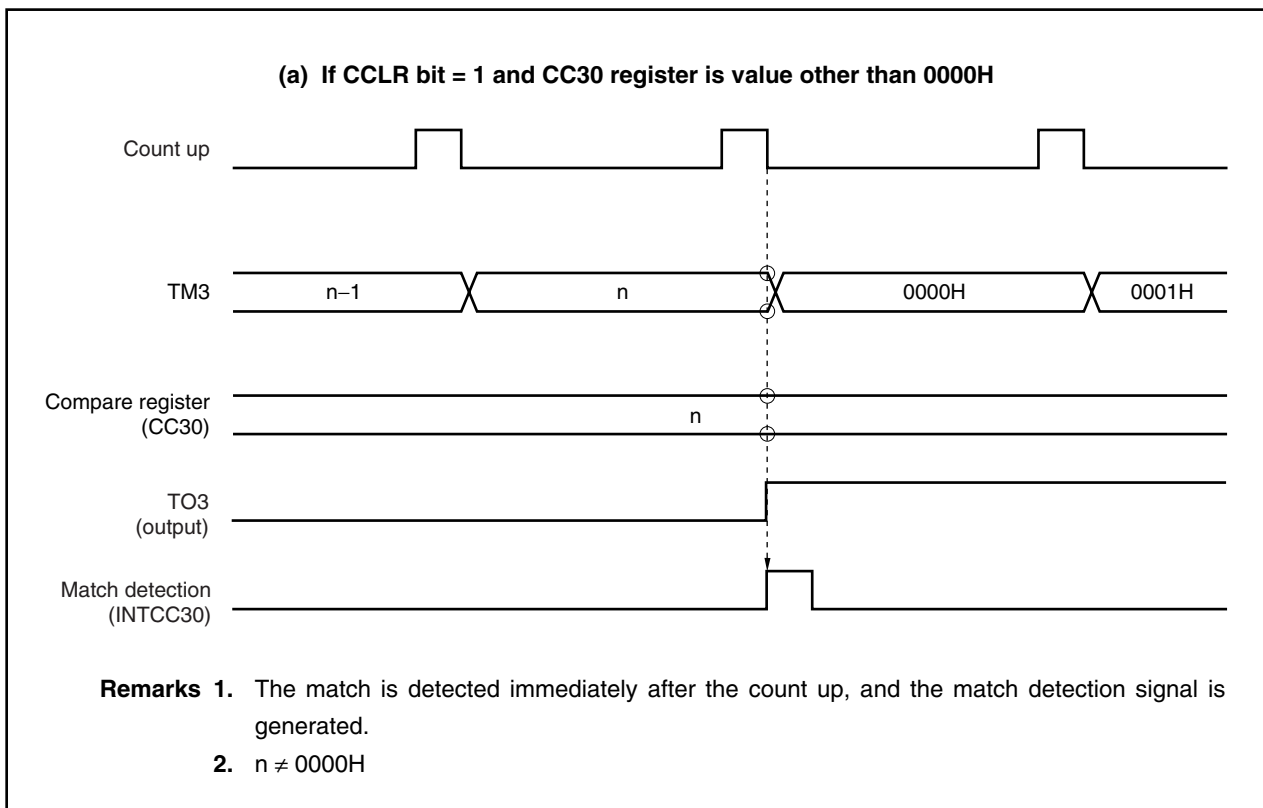 (a) If CCLR bit = 1 and CC30 register is value other than 0000H
Count up
TM3
n–1
n
0000H
0001H
Compare register
(CC30)
n
TO3
(output)
Match detection
(INTCC30)
Remarks 1. The match is detected immediately after the count up, and the match detection signal is
generated.
2. n ≠ 0000H